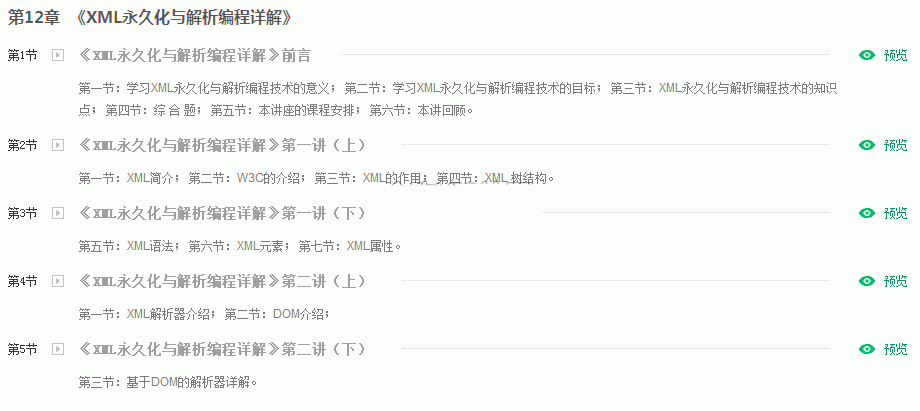 第12章 《XML永久化与解析编程详解》
第1节 《XML永久化与解析编程详解》前言 预览
第一节：学习XML永久化与解析编程技术的意义； 第二节：学习XML永久化与解析编程技术的目标； 第三节：XML永久化与解析编程技术的知识
点； 第四节：综 合 题； 第五节：本讲座的课程安排； 第六节：本讲回顾。
第2节 《XML永久化与解析编程详解》第一讲（上） 预览
第一节：XML简介； 第二节：W3C的介绍； 第三节：XML的作用； 第四节：XML 树结构。
第3节 《XML永久化与解析编程详解》第一讲（下） 预览
第五节：XML语法； 第六节：XML元素； 第七节：XML属性。
第4节 《XML永久化与解析编程详解》第二讲（上） 预览
第一节：XML解析器介绍； 第二节：DOM介绍；
第5节 《XML永久化与解析编程详解》第二讲（下） 预览
第三节：基于DOM的解析器详解。